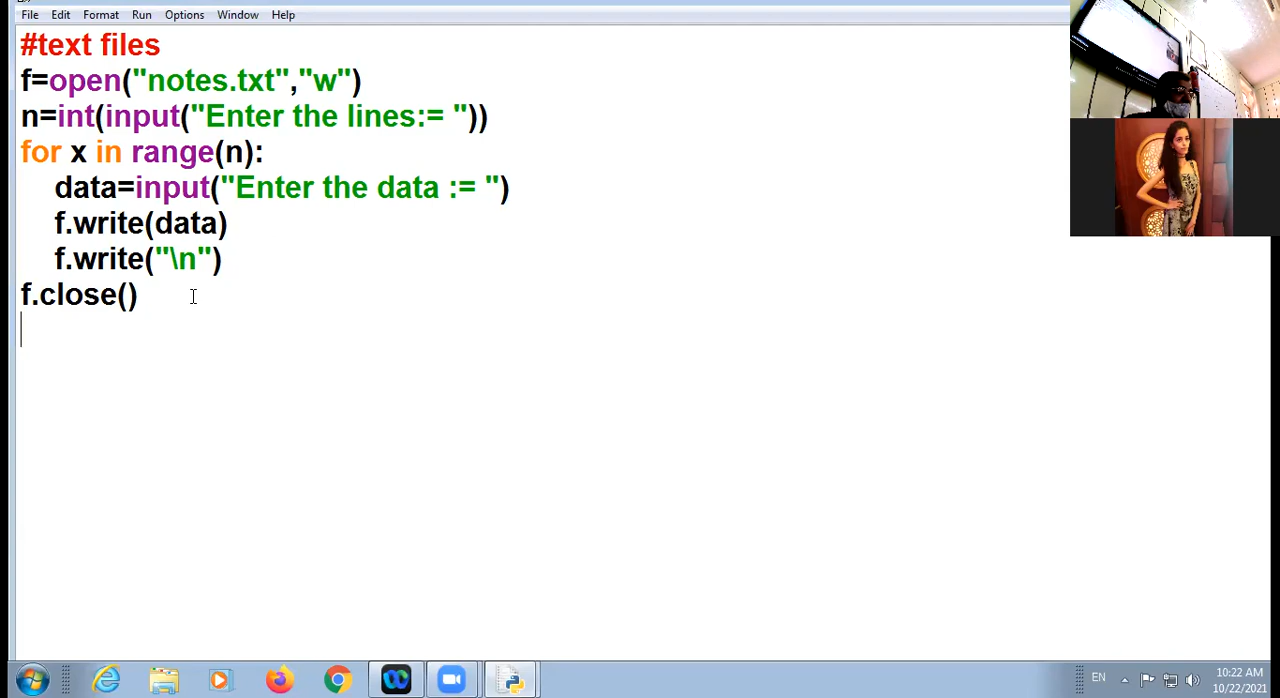 File Edit Format Run Options Window Help
#text files
f=open("notes.txt","w")
n=int(input("Enter the lines:= "))
for x in range(n):
    data=input("Enter the data := ")
    f.write(data)
    f.write("\n")
f.close()
EN
10:22 AM
10/22/2021